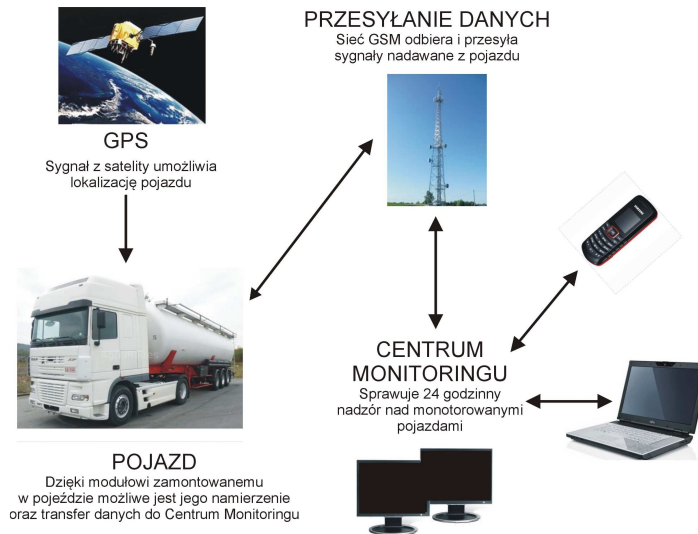 PRZESYŁANIE DANYCH
Sieć GSM odbiera i przesyła
sygnały nadawane z pojazdu
GPS
Sygnał z satelity umożliwia
lokalizację pojazdu
CENTRUM
MONITORINGU
Sprawuje 24 godzinny
nadzór nad monotorowanymi
pojazdami
POJAZD
Dzięki modułowi zamontowanemu
w pojeździe możliwe jest jego namierzenie
oraz transfer danych do Centrum Monitoringu